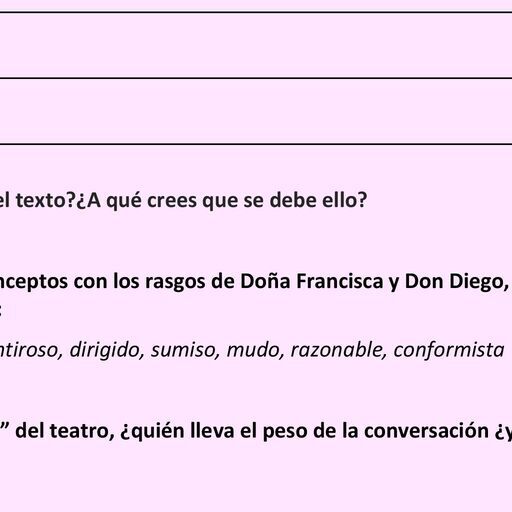 el texto?¿A qué crees que se debe ello?
nceptos con los rasgos de Doña Francisca y Don Diego,
:
ntiroso, dirigido, sumiso, mudo, razonable, conformista
” del teatro, ¿quién lleva el peso de la conversación ¿y